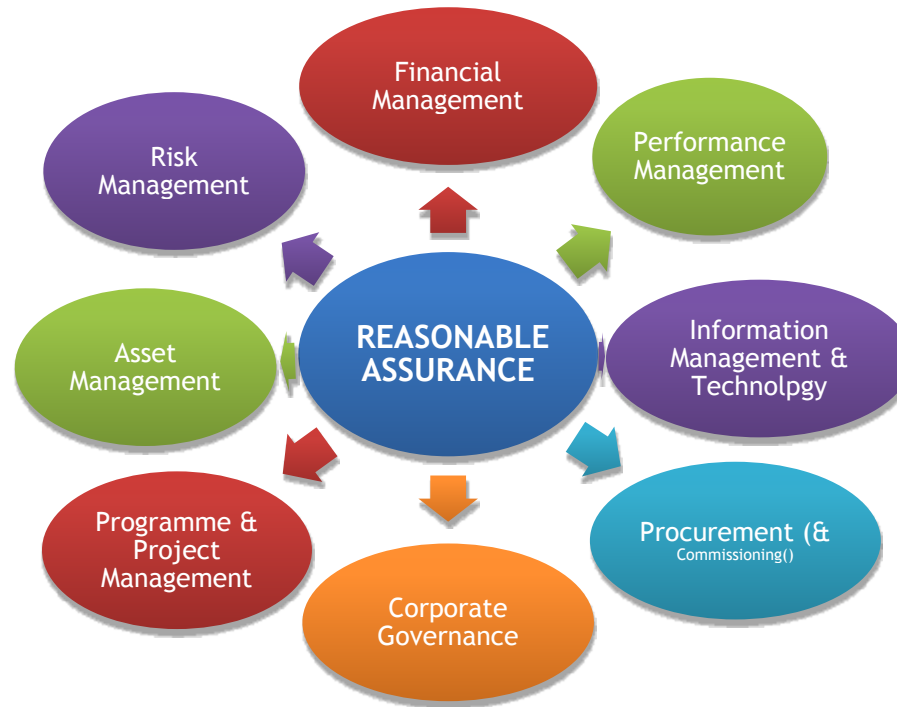 Financial
Management
Performance
Management
Information
Management &
Technolpgy
Procurement (&
Commissioning()
Corporate
Governance
Programme &
Project
Management
Asset
Management
Risk
Management
REASONABLE
ASSURANCE